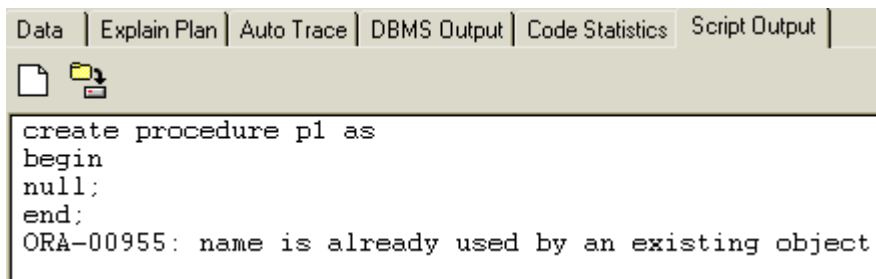 Data Explain Plan Auto Trace DBMS Output Code Statistics Script Output
create procedure p1 as
begin
null;
end;
ORA-00955: name is already used by an existing object